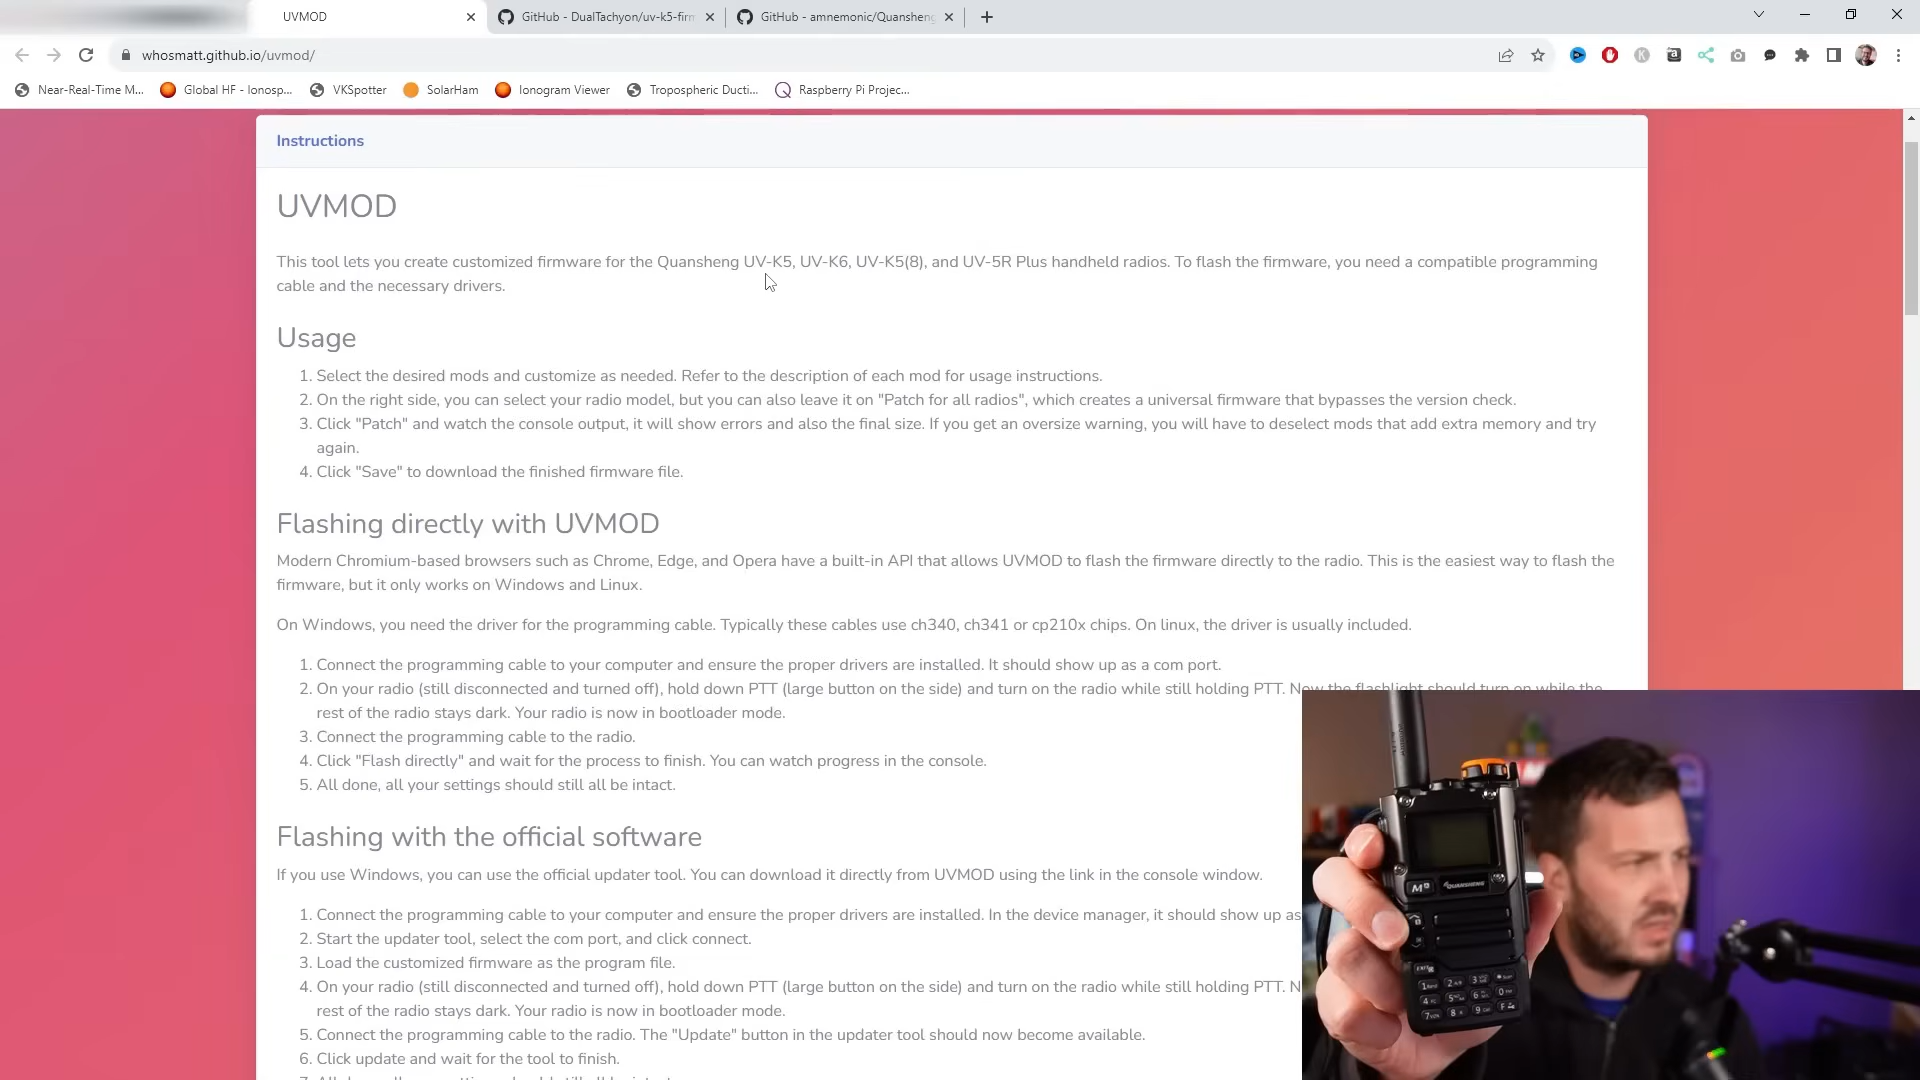 UVMOD
GitHub - DualTachyon/uv-k5-firm
GitHub - amnemonic/Quansheng
whosmatt.github.io/uvmod/
Near-Real-Time M...
Global HF - Ionosp...
VKSpotter
SolarHam
Ionogram Viewer
Tropospheric Ducti...
Raspberry Pi Projec...
Instructions
UVMOD
This tool lets you create customized firmware for the Quansheng UV-K5, UV-K6, UV-K5(8), and UV-5R Plus handheld radios. To flash the firmware, you need a compatible programming
cable and the necessary drivers.
Usage
1. Select the desired mods and customize as needed. Refer to the description of each mod for usage instructions.
2. On the right side, you can select your radio model, but you can also leave it on "Patch for all radios", which creates a universal firmware that bypasses the version check.
3. Click "Patch" and watch the console output, it will show errors and also the final size. If you get an oversize warning, you will have to deselect mods that add extra memory and try
again.
4. Click "Save" to download the finished firmware file.
Flashing directly with UVMOD
Modern Chromium-based browsers such as Chrome, Edge, and Opera have a built-in API that allows UVMOD to flash the firmware directly to the radio. This is the easiest way to flash the
firmware, but it only works on Windows and Linux.
On Windows, you need the driver for the programming cable. Typically these cables use ch340, ch341 or cp210x chips. On linux, the driver is usually included.
1. Connect the programming cable to your computer and ensure the proper drivers are installed. It should show up as a com port.
2. On your radio (still disconnected and turned off), hold down PTT (large button on the side) and turn on the radio while still holding PTT. Now the flashlight should turn on while the
rest of the radio stays dark. Your radio is now in bootloader mode.
3. Connect the programming cable to the radio.
4. Click "Flash directly" and wait for the process to finish. You can watch progress in the console.
5. All done, all your settings should still all be intact.
Flashing with the official software
If you use Windows, you can use the official updater tool. You can download it directly from UVMOD using the link in the console window.
1. Connect the programming cable to your computer and ensure the proper drivers are installed. In the device manager, it should show up as
2. Start the updater tool, select the com port, and click connect.
3. Load the customized firmware as the program file.
4. On your radio (still disconnected and turned off), hold down PTT (large button on the side) and turn on the radio while still holding PTT. N
rest of the radio stays dark. Your radio is now in bootloader mode.
5. Connect the programming cable to the radio. The "Update" button in the updater tool should now become available.
6. Click update and wait for the tool to finish.
QUANSHENG